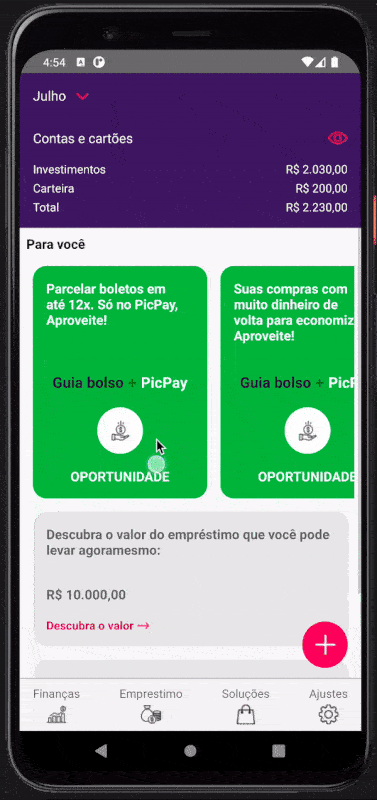 4:54
Julho
Contas e cartões
Investimentos R$ 2.030,00
Carteira R$ 200,00
Total R$ 2.230,00
Para você
Parcelar boletos em
até 12x. Só no PicPay,
Aproveite!
Guia bolso + PicPay
OPORTUNIDADE
Suas compras com
muito dinheiro de
volta para economiz
Aproveite!
Guia bolso + PicP
OPORTUNIDADE
Descubra o valor do empréstimo que você pode
levar agoramesmo:
R$ 10.000,00
Descubra o valor →
Finanças Emprestimo Soluções Ajustes